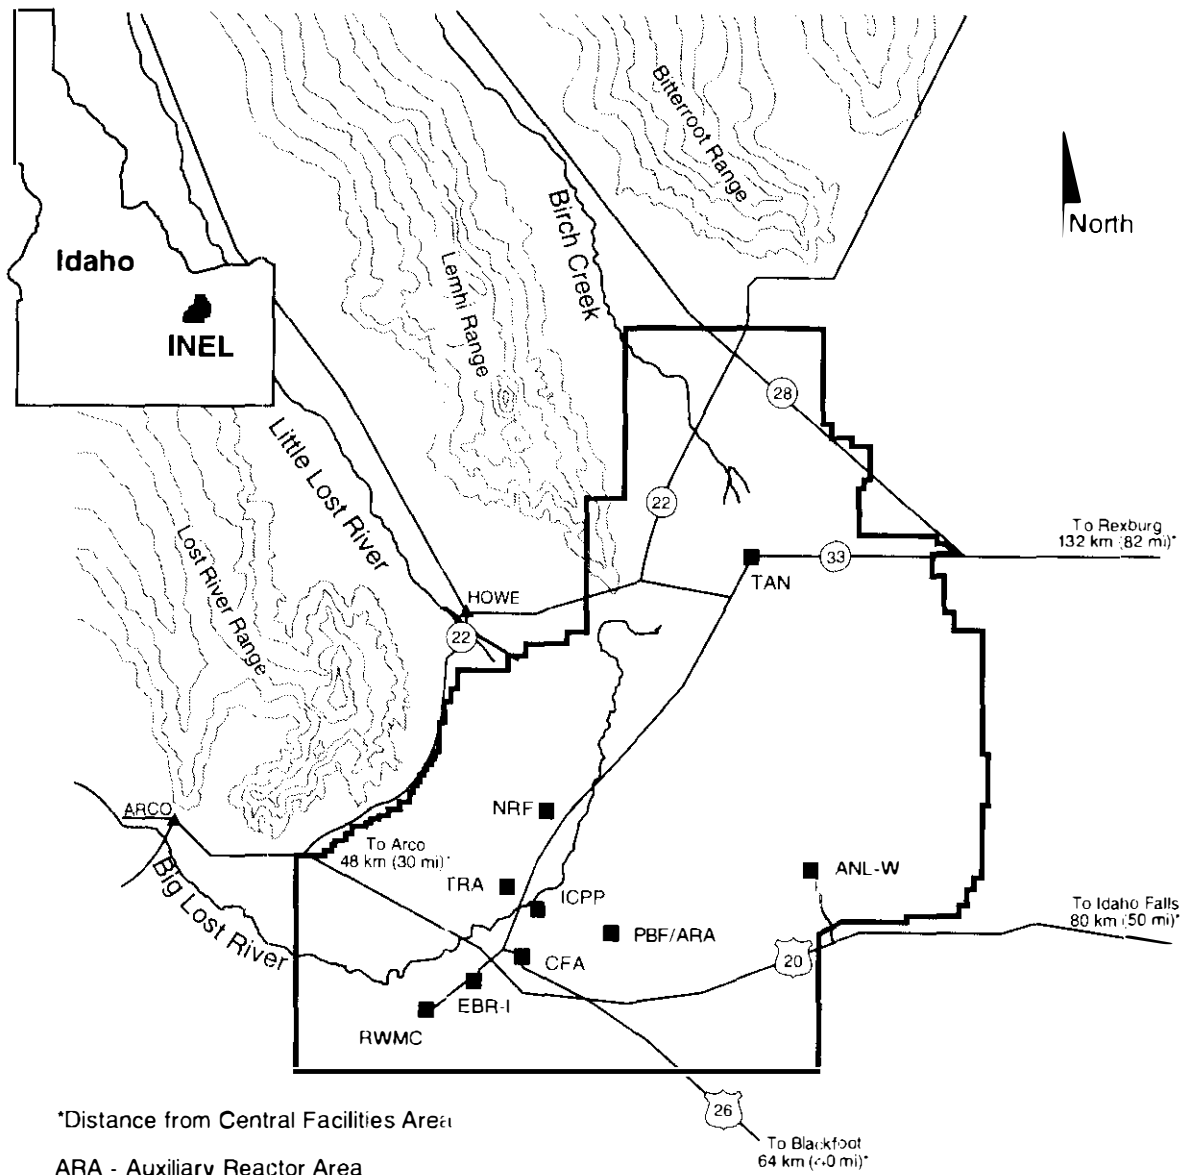 Idaho
INEL
Bitterroot Range
North
Birch Creek
Lemhi Range
28
Little Lost River
22
To Rexburg
132 km (82 mi)*
33
TAN
Lost River Range
HOWE
22
NRF
ARCO
To Arco
48 km (30 mi)*
TRA
ICPP
ANL-W
Big Lost River
PBF/ARA
To Idaho Falls
80 km (50 mi)*
20
CFA
EBR-I
RWMC
26
*Distance from Central Facilities Area
To Blackfoot
64 km (40 mi)*
ARA - Auxiliary Reactor Area